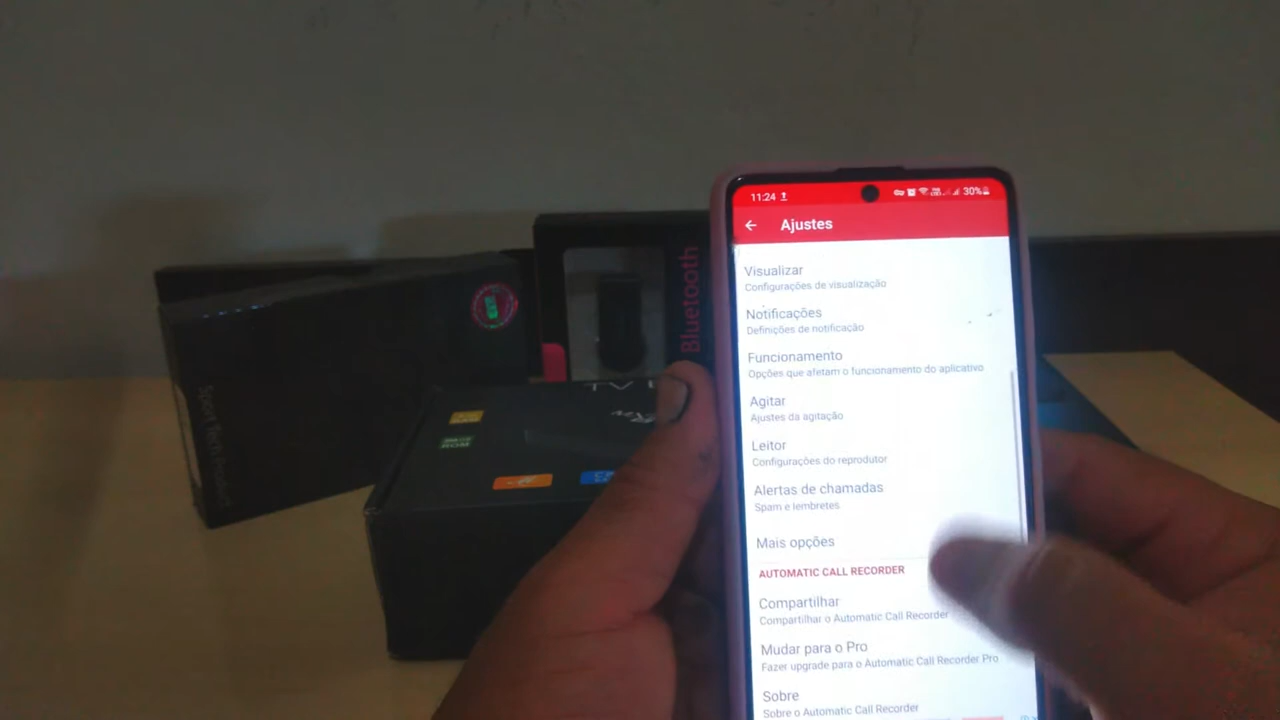 11:24
30%
Ajustes
Visualizar
Configurações de visualização
Notificações
Definições de notificação
Funcionamento
Opções que afetam o funcionamento do aplicativo
Agitar
Ajustes da agitação
Leitor
Configurações do reprodutor
Alertas de chamadas
Spam e lembretes
Mais opções
AUTOMATIC CALL RECORDER
Compartilhar
Compartilhar o Automatic Call Recorder
Mudar para o Pro
Fazer upgrade para o Automatic Call Recorder Pro
Sobre
Sobre o Automatic Call Recorder
Bluetooth